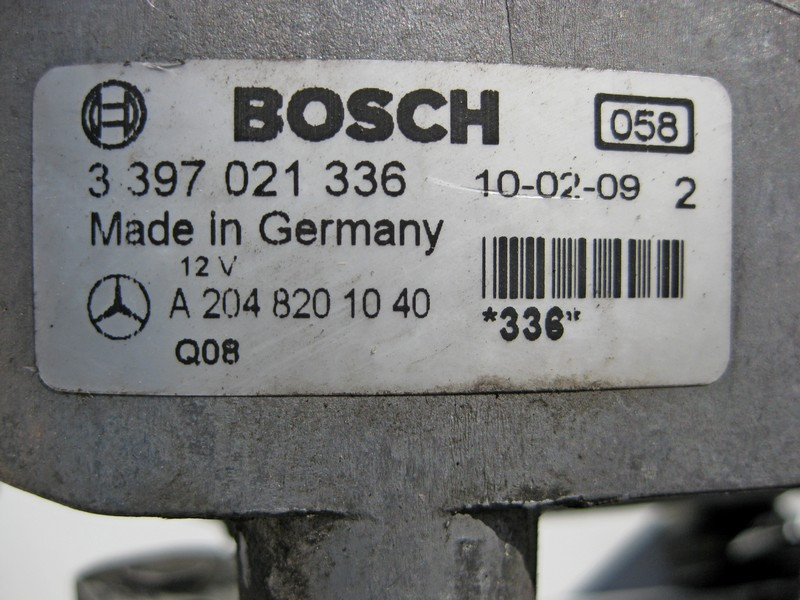 BOSCH 058
3 397 021 336 10-02-09 2
Made in Germany
12 V
A 204 820 10 40
*336*
Q08